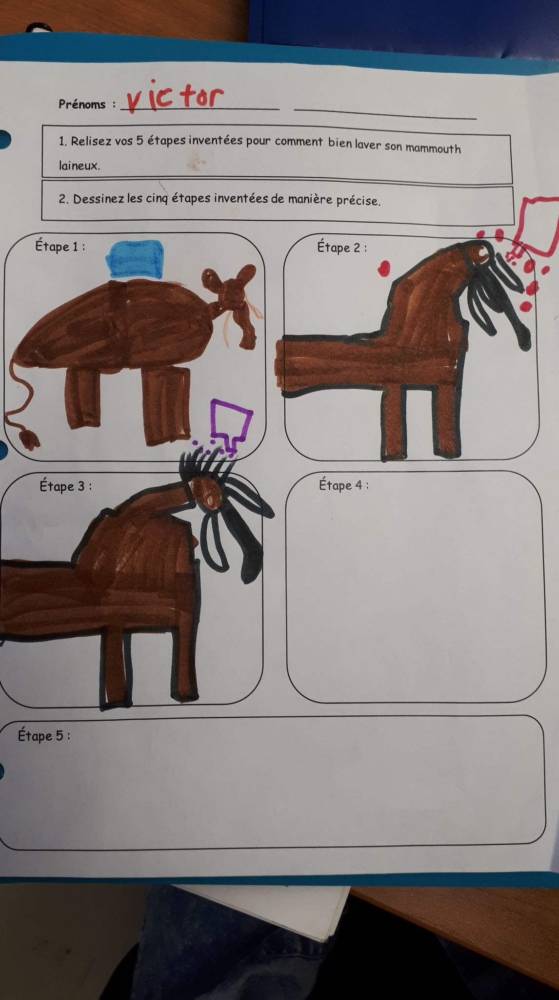 Prénoms : victor
1. Relisez vos 5 étapes inventées pour comment bien laver son mammouth
laineux.
2. Dessinez les cinq étapes inventées de manière précise.
Étape 1 :
Étape 2 :
Étape 3 :
Étape 4 :
Étape 5 :